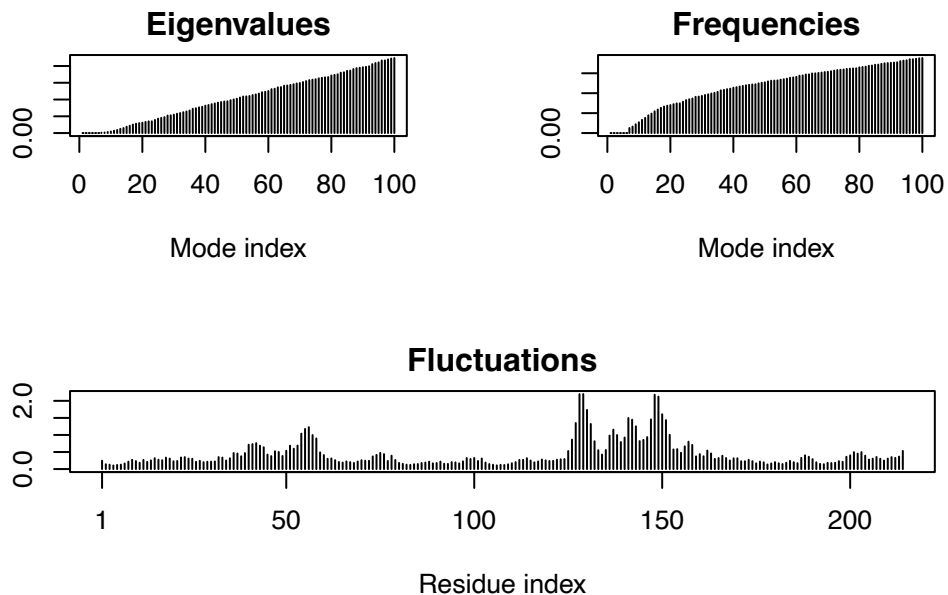 Eigenvalues
0.00
0 20 40 60 80 100
Mode index
Frequencies
0.00
0 20 40 60 80 100
Mode index
Fluctuations
2.0
0.0
1 50 100 150 200
Residue index